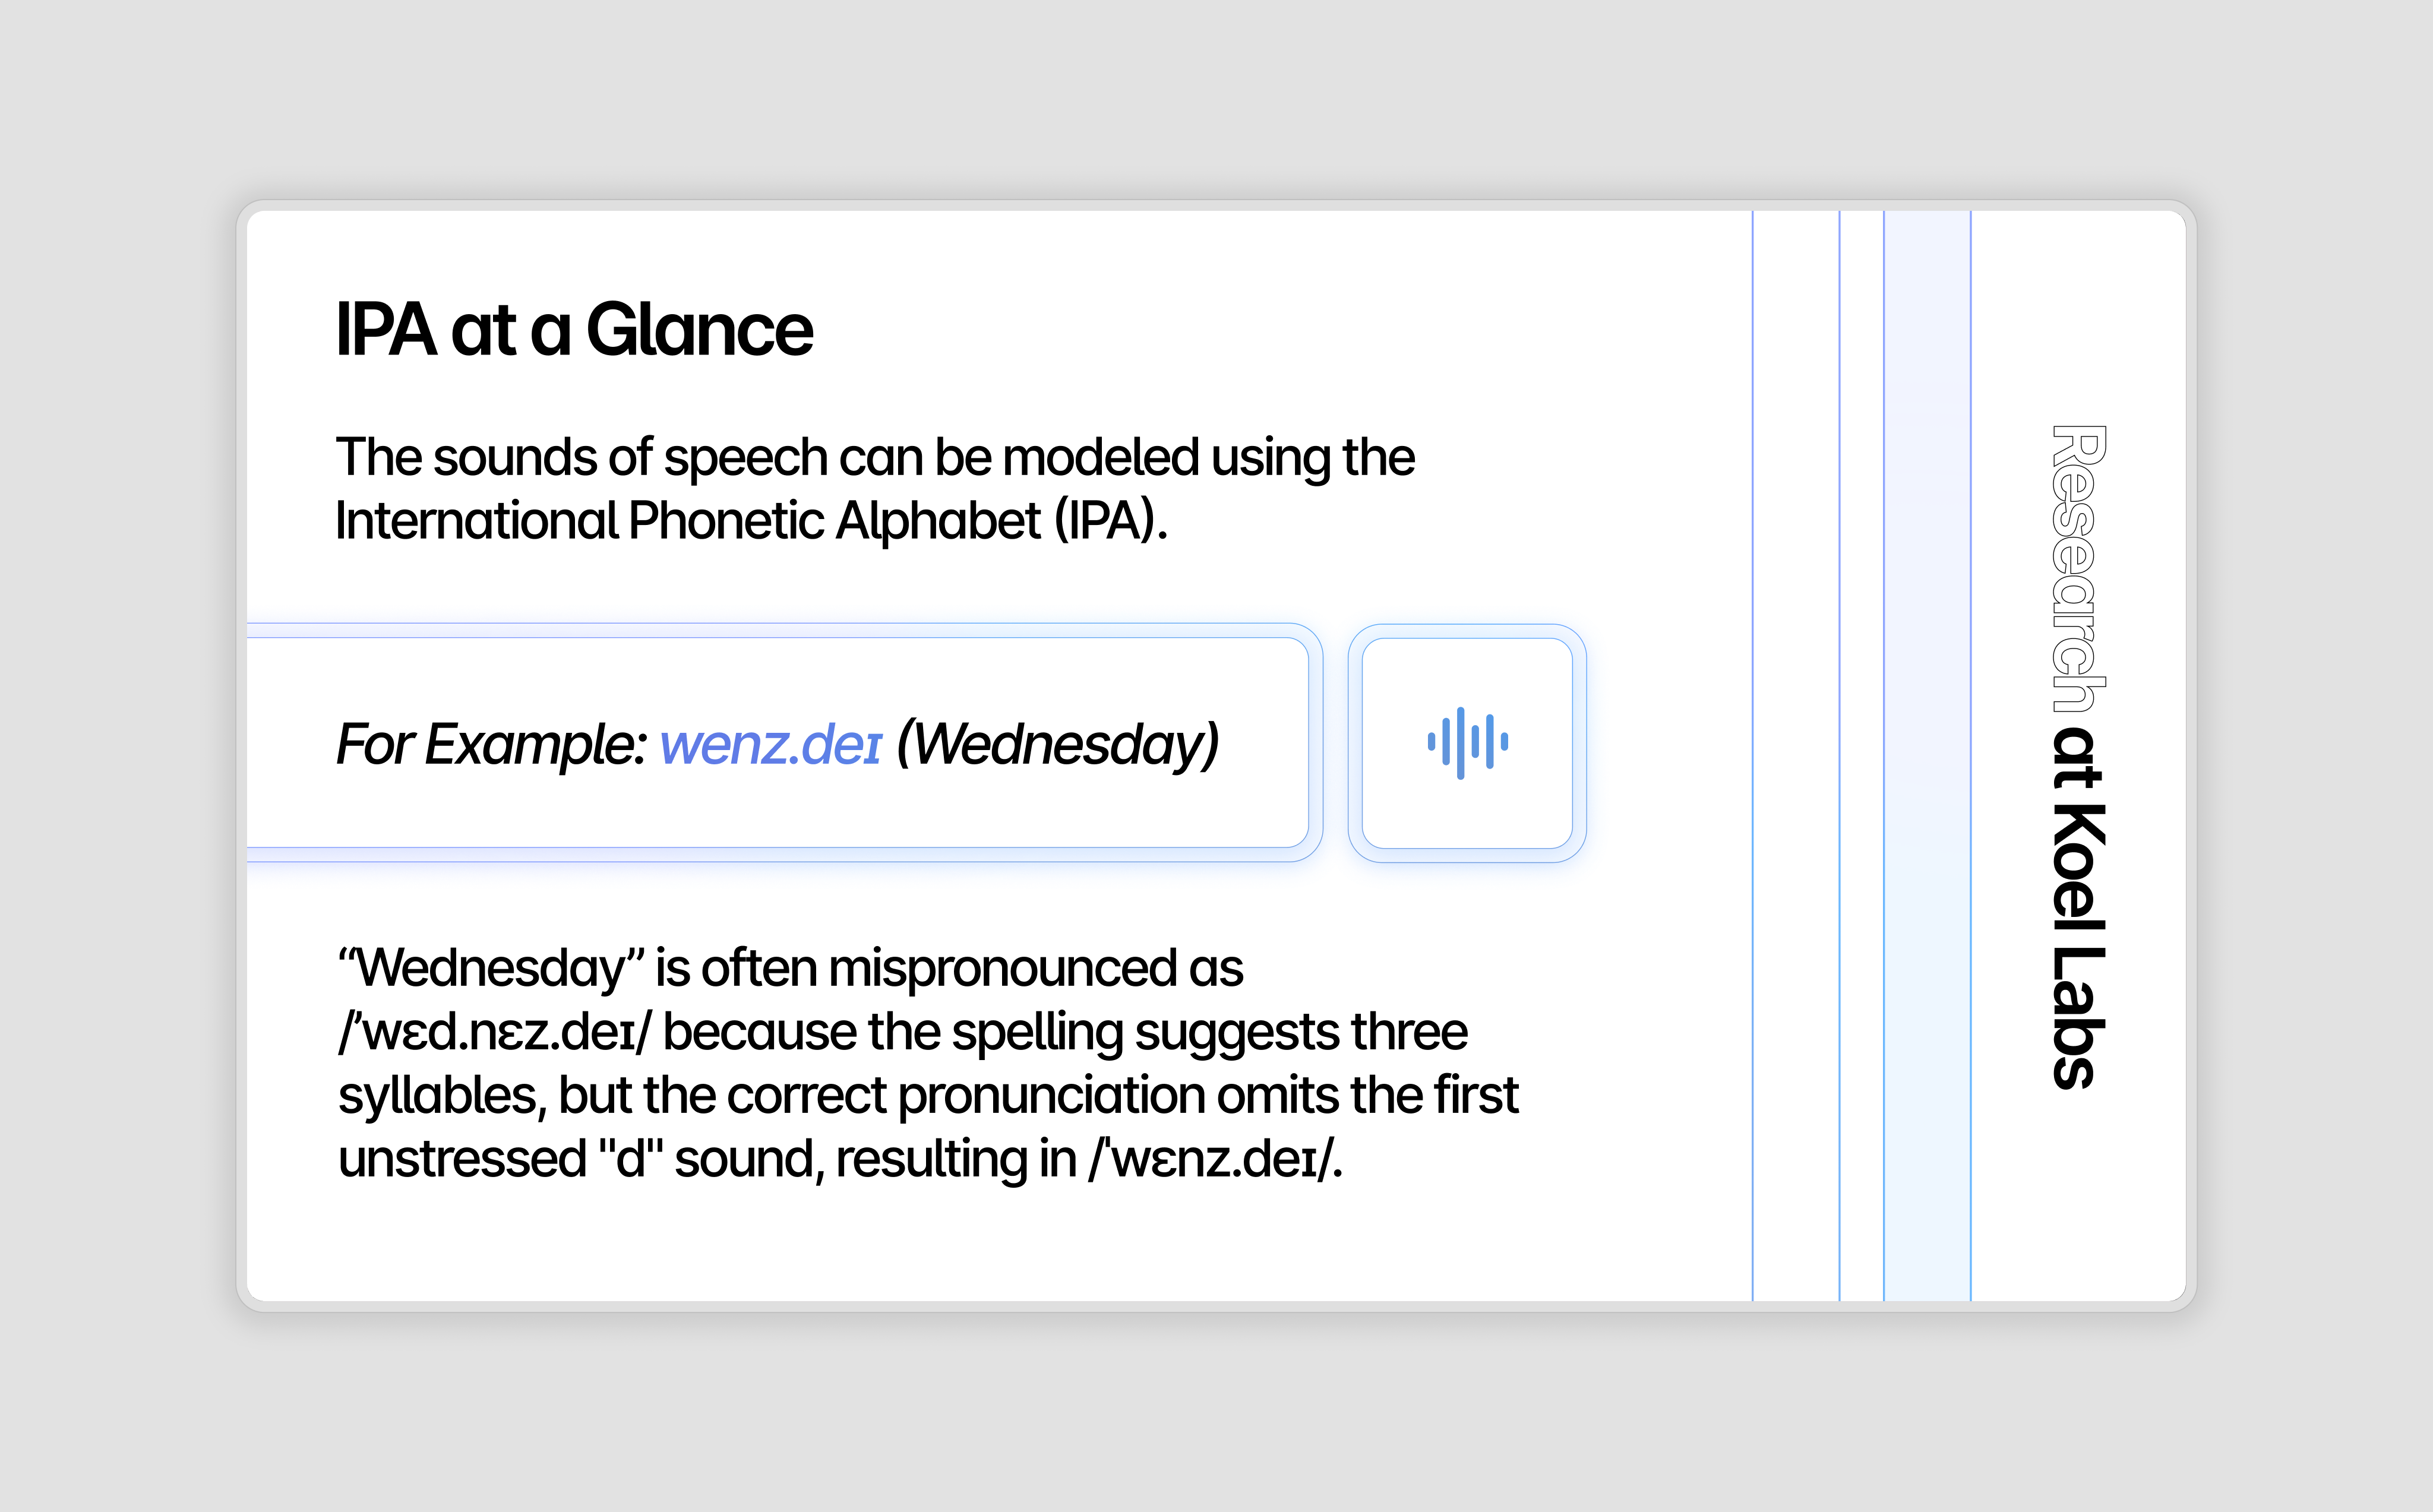 IPA at a Glance
The sounds of speech can be modeled using the
International Phonetic Alphabet (IPA).
For Example: wenz.deɪ (Wednesday)
“Wednesday” is often mispronounced as
/’wɛd.nɛz.deɪ/ because the spelling suggests three
syllables, but the correct pronunciation omits the first
unstressed "d" sound, resulting in /ˈwɛnz.deɪ/.
Research at Koel Labs